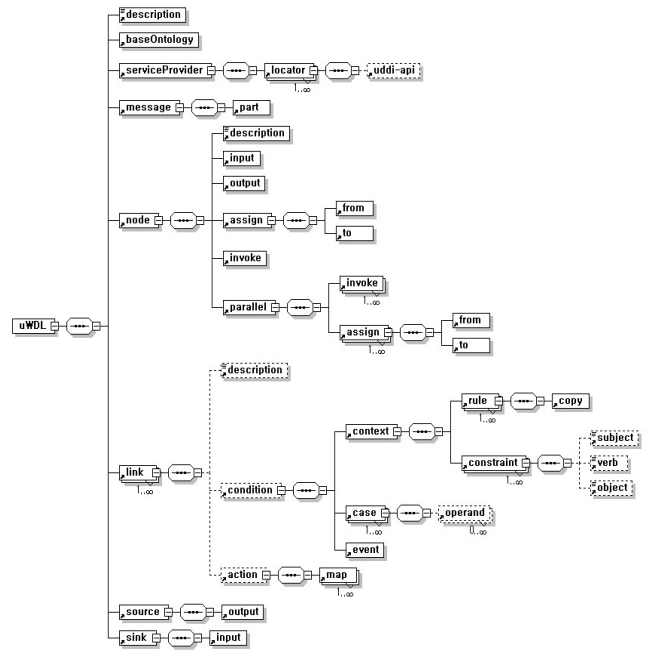 description
baseOntology
serviceProvider
locator
uddi-api
1..∞
message
part
description
input
output
node
assign
from
to
invoke
parallel
invoke
1..∞
assign
from
to
1..∞
uWDL
description
link
1..∞
condition
context
rule
copy
1..∞
constraint
subject
verb
object
1..∞
case
operand
1..∞
0..∞
event
action
map
1..∞
source
output
sink
input